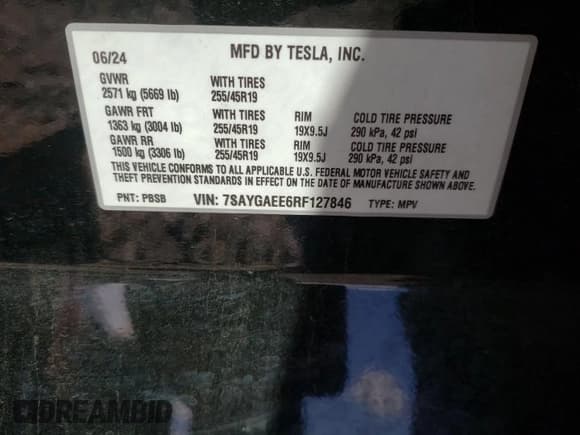 06/24 MFD BY TESLA, INC.
GVWR WITH TIRES
2571 kg (5669 lb) 255/45R19
GAWR FRT WITH TIRES RIM COLD TIRE PRESSURE
1363 kg (3004 lb) 255/45R19 19X9.5J 290 kPa, 42 psi
GAWR RR WITH TIRES RIM COLD TIRE PRESSURE
1500 kg (3306 lb) 255/45R19 19X9.5J 290 kPa, 42 psi
THIS VEHICLE CONFORMS TO ALL APPLICABLE U.S. FEDERAL MOTOR VEHICLE SAFETY AND
THEFT PREVENTION STANDARDS IN EFFECT ON THE DATE OF MANUFACTURE SHOWN ABOVE.
PNT: PBSB VIN: 7SAYGAEE6RF127846 TYPE: MPV
DREAMBID